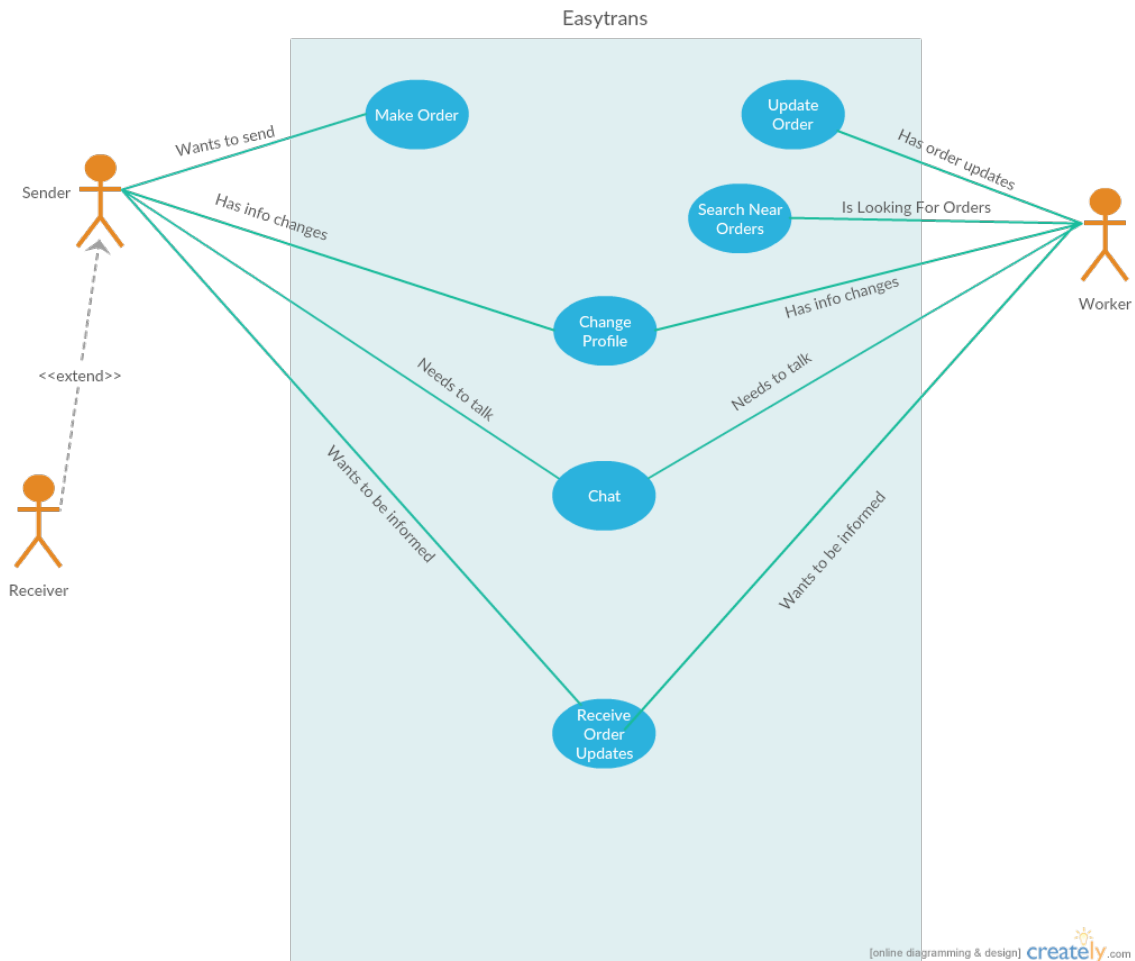 Easytrans
Make Order
Update
Order
Wants to send
Has order updates
Sender
Has info changes
Search Near
Orders
Is Looking For Orders
Worker
Change
Profile
Has info changes
<<extend>>
Needs to talk
Needs to talk
Wants to be informed
Chat
Wants to be informed
Receiver
Receive
Order
Updates
[online diagramming & design] creately.com